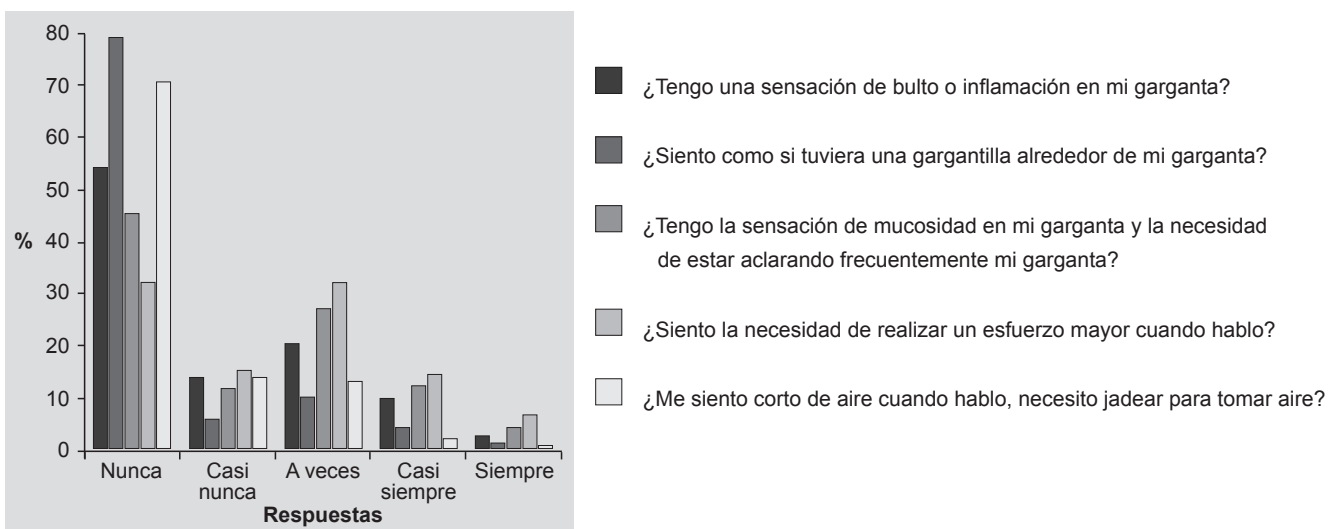 80
70
60
50
% 40
30
20
10
0
Nunca
Casi
nunca
A veces
Casi
siempre
Siempre
Respuestas
¿Tengo una sensación de bulto o inflamación en mi garganta?
¿Siento como si tuviera una gargantilla alrededor de mi garganta?
¿Tengo la sensación de mucosidad en mi garganta y la necesidad
de estar aclarando frecuentemente mi garganta?
¿Siento la necesidad de realizar un esfuerzo mayor cuando hablo?
¿Me siento corto de aire cuando hablo, necesito jadear para tomar aire?